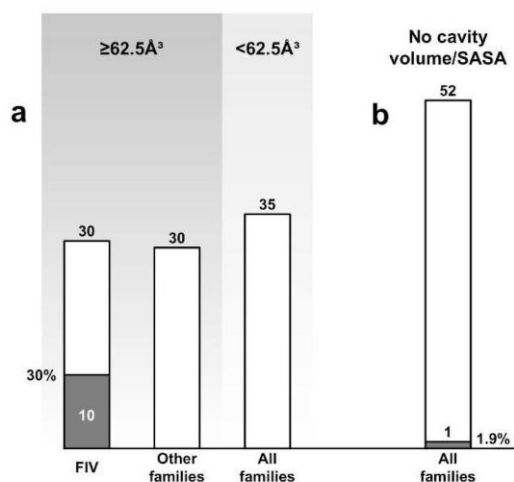 ≥62.5Å³
<62.5Å³
No cavity
volume/SASA
a
b
52
30
30
35
30%
10
1
1.9%
FIV
Other
families
All
families
All
families